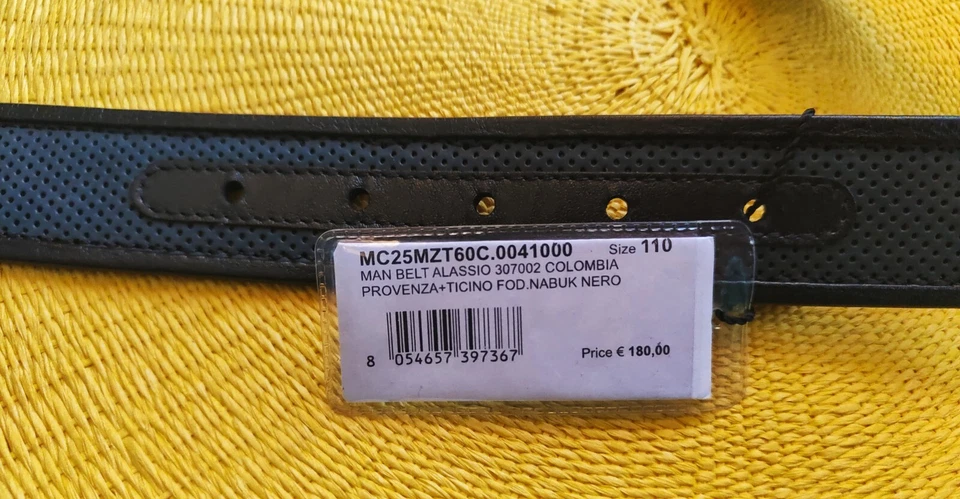 MC25MZT60C.0041000 Size 110
MAN BELT ALASSIO 307002 COLOMBIA
PROVENZA+TICINO FOD.NABUK NERO
8 054657 397367
Price € 180,00